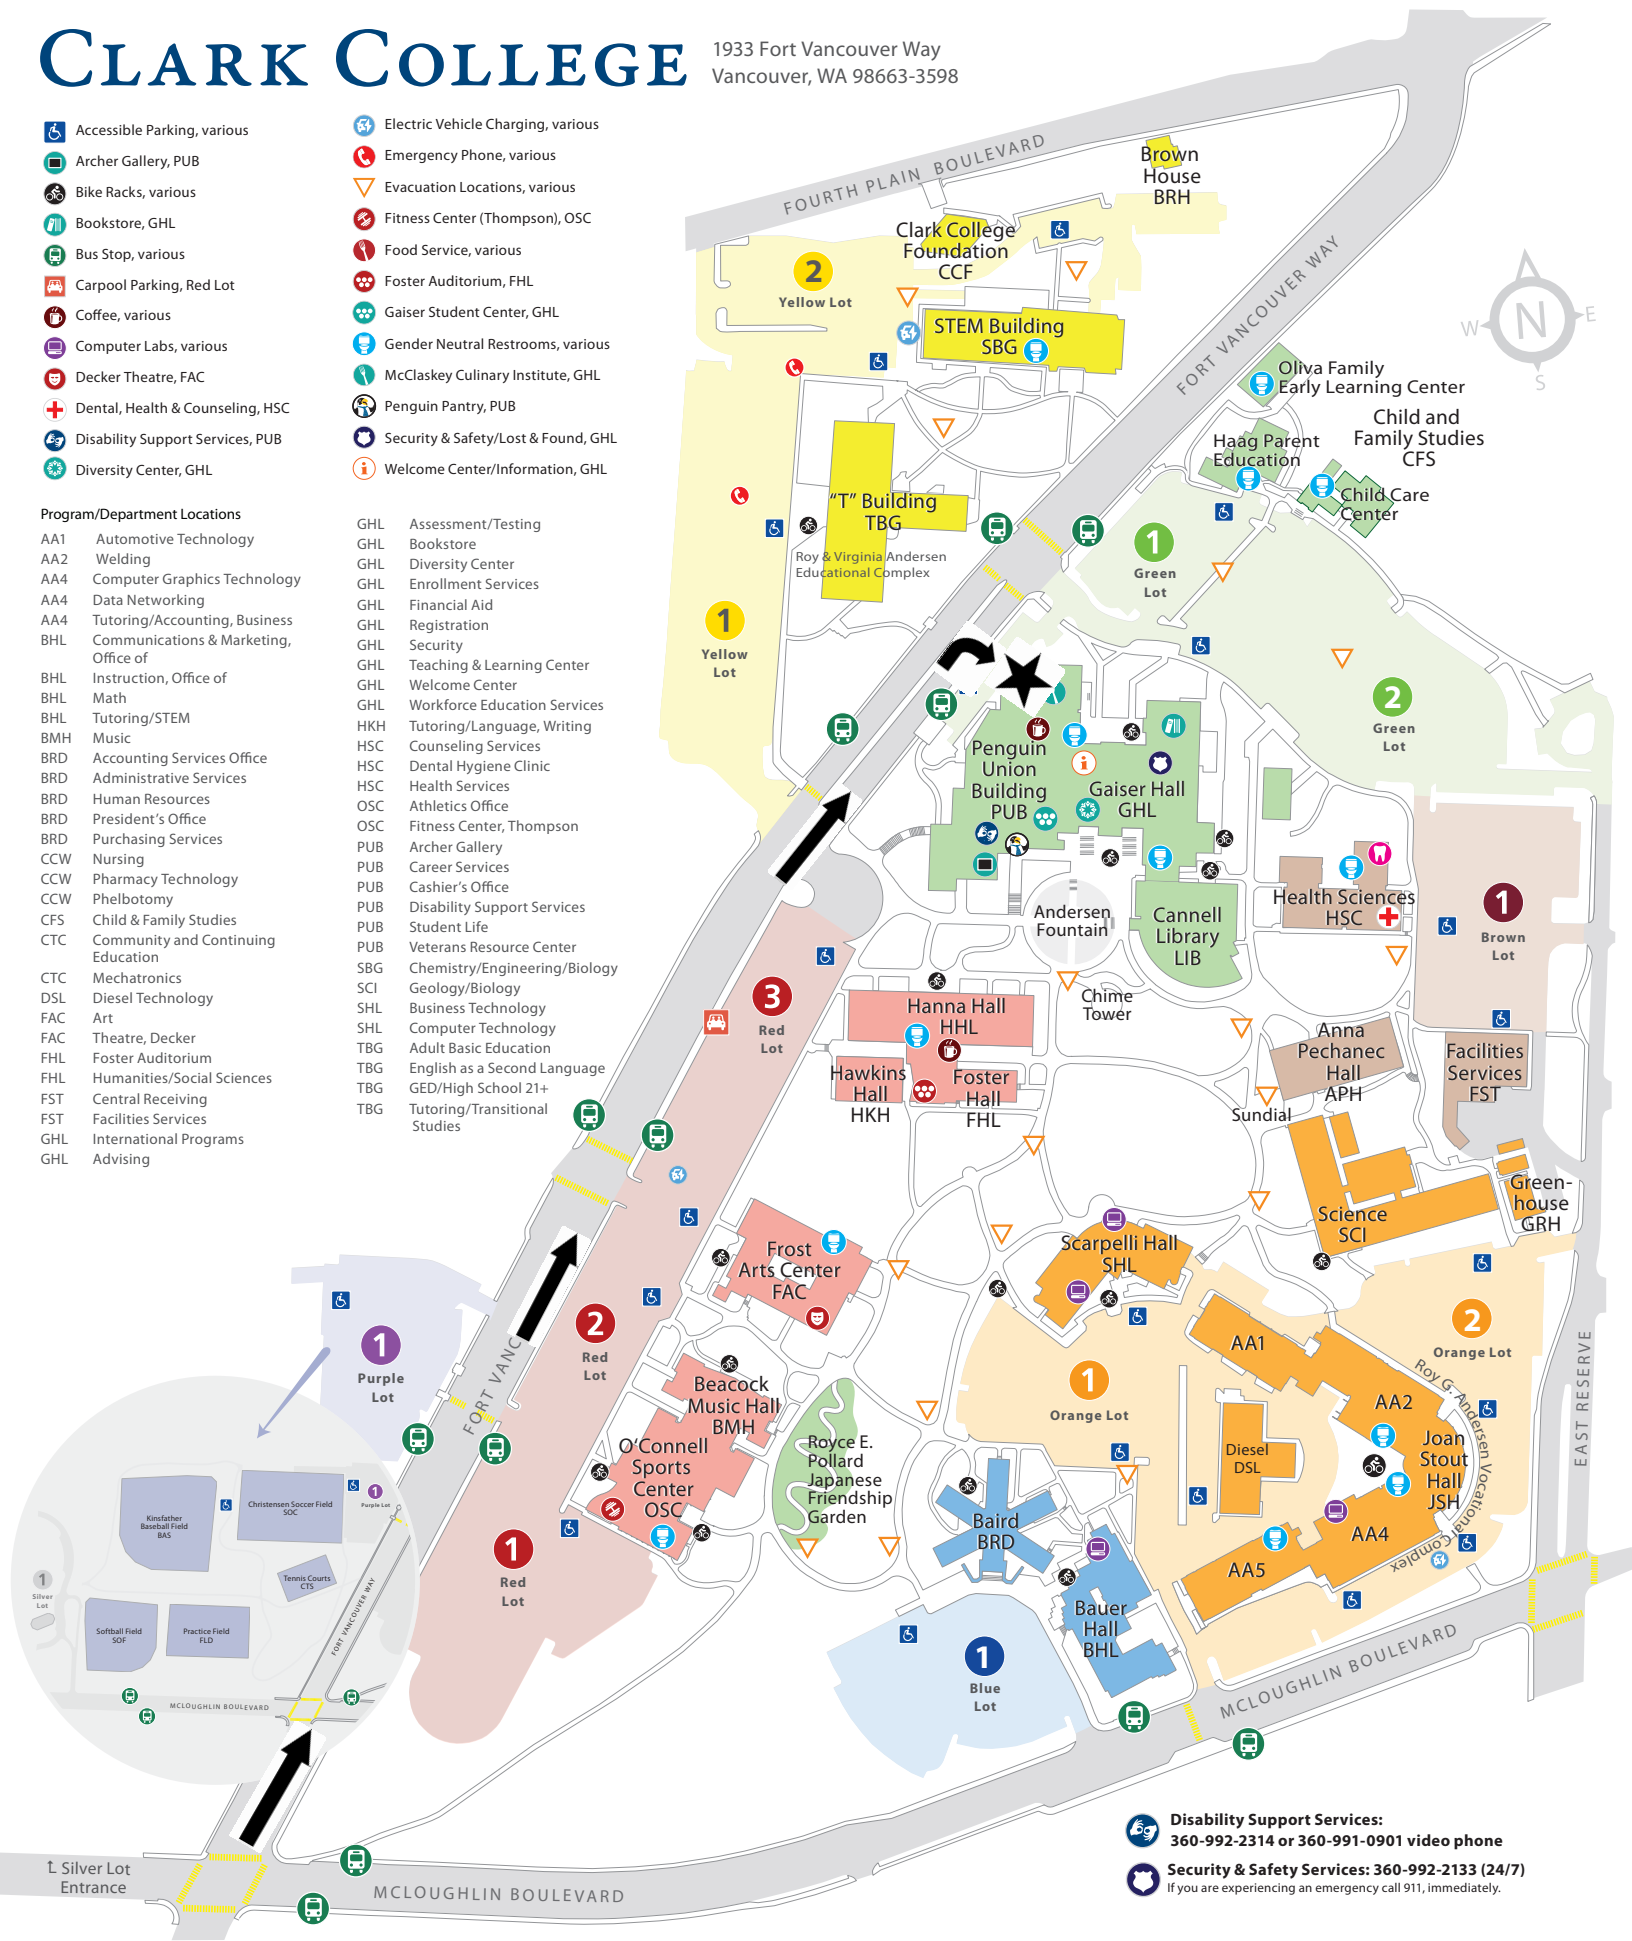 CLARK COLLEGE
1933 Fort Vancouver Way
Vancouver, WA 98663-3598
Accessible Parking, various
Archer Gallery, PUB
Bike Racks, various
Bookstore, GHL
Bus Stop, various
Carpool Parking, Red Lot
Coffee, various
Computer Labs, various
Decker Theatre, FAC
Dental, Health & Counseling, HSC
Disability Support Services, PUB
Diversity Center, GHL
Electric Vehicle Charging, various
Emergency Phone, various
Evacuation Locations, various
Fitness Center (Thompson), OSC
Food Service, various
Foster Auditorium, FHL
Gaiser Student Center, GHL
Gender Neutral Restrooms, various
McClaskey Culinary Institute, GHL
Penguin Pantry, PUB
Security & Safety/Lost & Found, GHL
Welcome Center/Information, GHL
Program/Department Locations
AA1 Automotive Technology
AA2 Welding
AA4 Computer Graphics Technology
AA4 Data Networking
AA4 Tutoring/Accounting, Business
BHL Communications & Marketing,
Office of
BHL Instruction, Office of
BHL Math
BHL Tutoring/STEM
BMH Music
BRD Accounting Services Office
BRD Administrative Services
BRD Human Resources
BRD President's Office
BRD Purchasing Services
CCW Nursing
CCW Pharmacy Technology
CCW Phelbotomy
CFS Child & Family Studies
CTC Community and Continuing
Education
CTC Mechatronics
DSL Diesel Technology
FAC Art
FAC Theatre, Decker
FHL Foster Auditorium
FHL Humanities/Social Sciences
FST Central Receiving
FST Facilities Services
GHL International Programs
GHL Advising
GHL Assessment/Testing
GHL Bookstore
GHL Diversity Center
GHL Enrollment Services
GHL Financial Aid
GHL Registration
GHL Security
GHL Teaching & Learning Center
GHL Welcome Center
GHL Workforce Education Services
HKH Tutoring/Language, Writing
HSC Counseling Services
HSC Dental Hygiene Clinic
HSC Health Services
OSC Athletics Office
OSC Fitness Center, Thompson
PUB Archer Gallery
PUB Career Services
PUB Cashier's Office
PUB Disability Support Services
PUB Student Life
PUB Veterans Resource Center
SBG Chemistry/Engineering/Biology
SCI Geology/Biology
SHL Business Technology
SHL Computer Technology
TBG Adult Basic Education
TBG English as a Second Language
TBG GED/High School 21+
TBG Tutoring/Transitional
Studies
FOURTH PLAIN BOULEVARD
Brown
House
BRH
Clark College
Foundation
CCF
2
Yellow Lot
STEM Building
SBG
FORT VANCOUVER WAY
N
W
E
S
Oliva Family
Early Learning Center
Child and
Family Studies
CFS
Haag Parent
Education
Child Care
Center
"T" Building
TBG
Roy & Virginia Andersen
Educational Complex
1
Green
Lot
1
Yellow
Lot
2
Green
Lot
Penguin
Union
Building
PUB
i
Gaiser Hall
GHL
Andersen
Fountain
Cannell
Library
LIB
Health Sciences
HSC
1
Brown
Lot
3
Red
Lot
Hanna Hall
HHL
Chime
Tower
Hawkins
Hall
HKH
Foster
Hall
FHL
Anna
Pechanec
Hall
APH
Facilities
Services
FST
Sundial
Science
SCI
Green-
house
GRH
Frost
Arts Center
FAC
Scarpelli Hall
SHL
2
Red
Lot
1
Purple
Lot
FORT VANC
Beacock
Music Hall
BMH
O'Connell
Sports
Center
OSC
Royce E.
Pollard
Japanese
Friendship
Garden
1
Orange Lot
2
Orange Lot
AA1
AA2
Roy G. Andersen Vocational Complex
Joan
Stout
Hall
JSH
Diesel
DSL
AA4
AA5
EAST RESERVE
Baird
BRD
Bauer
Hall
BHL
1
Red
Lot
1
Blue
Lot
MCLOUGHLIN BOULEVARD
Kinsfather
Baseball Field
BAS
Christensen Soccer Field
SOC
1
Purple Lot
Tennis Courts
CTS
1
Silver
Lot
Softball Field
SOF
Practice Field
FLD
FORT VANCOUVER WAY
MCLOUGHLIN BOULEVARD
Silver Lot
Entrance
MCLOUGHLIN BOULEVARD
Disability Support Services:
360-992-2314 or 360-991-0901 video phone
Security & Safety Services: 360-992-2133 (24/7)
If you are experiencing an emergency call 911, immediately.